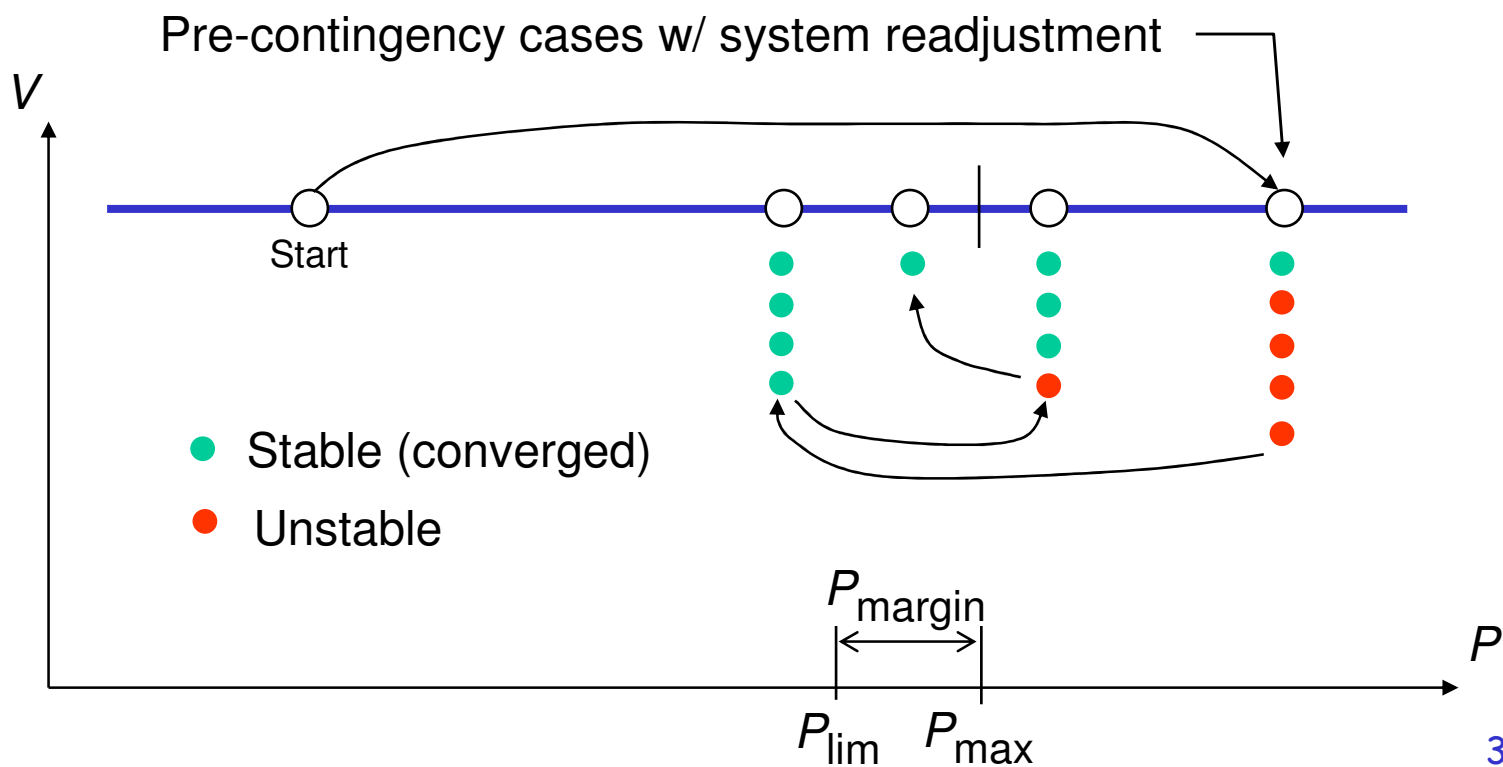 Pre-contingency cases w/ system readjustment
V
Start
Stable (converged)
Unstable
Pmargin
P
Plim Pmax
3